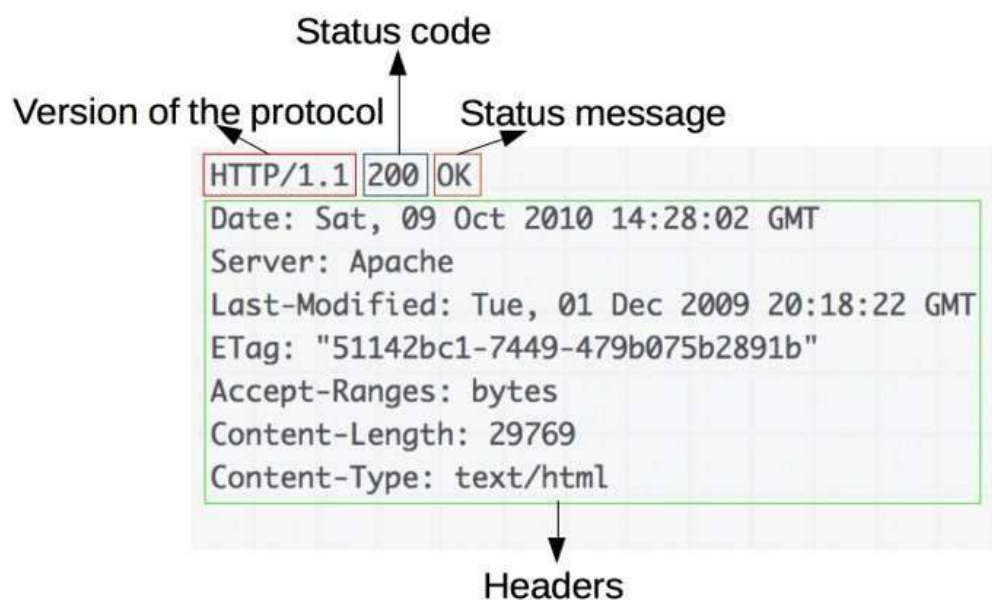 Status code
Version of the protocol
Status message
HTTP/1.1 200 OK
Date: Sat, 09 Oct 2010 14:28:02 GMT
Server: Apache
Last-Modified: Tue, 01 Dec 2009 20:18:22 GMT
ETag: "51142bc1-7449-479b075b2891b"
Accept-Ranges: bytes
Content-Length: 29769
Content-Type: text/html
Headers